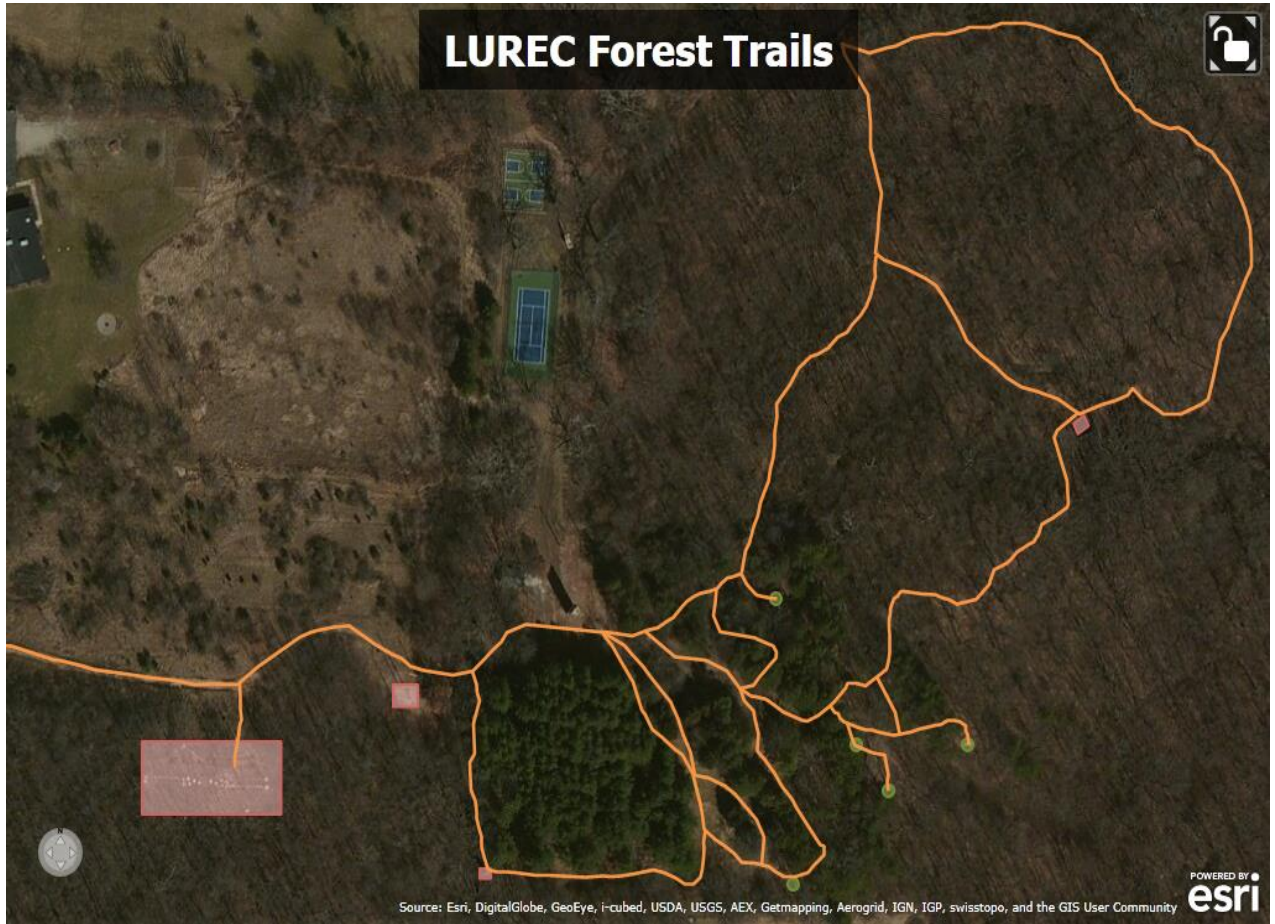 LUREC Forest Trails
N
POWERED BY
esri
Source: Esri, DigitalGlobe, GeoEye, i-cubed, USDA, USGS, AEX, Getmapping, Aerogrid, IGN, IGP, swisstopo, and the GIS User Community